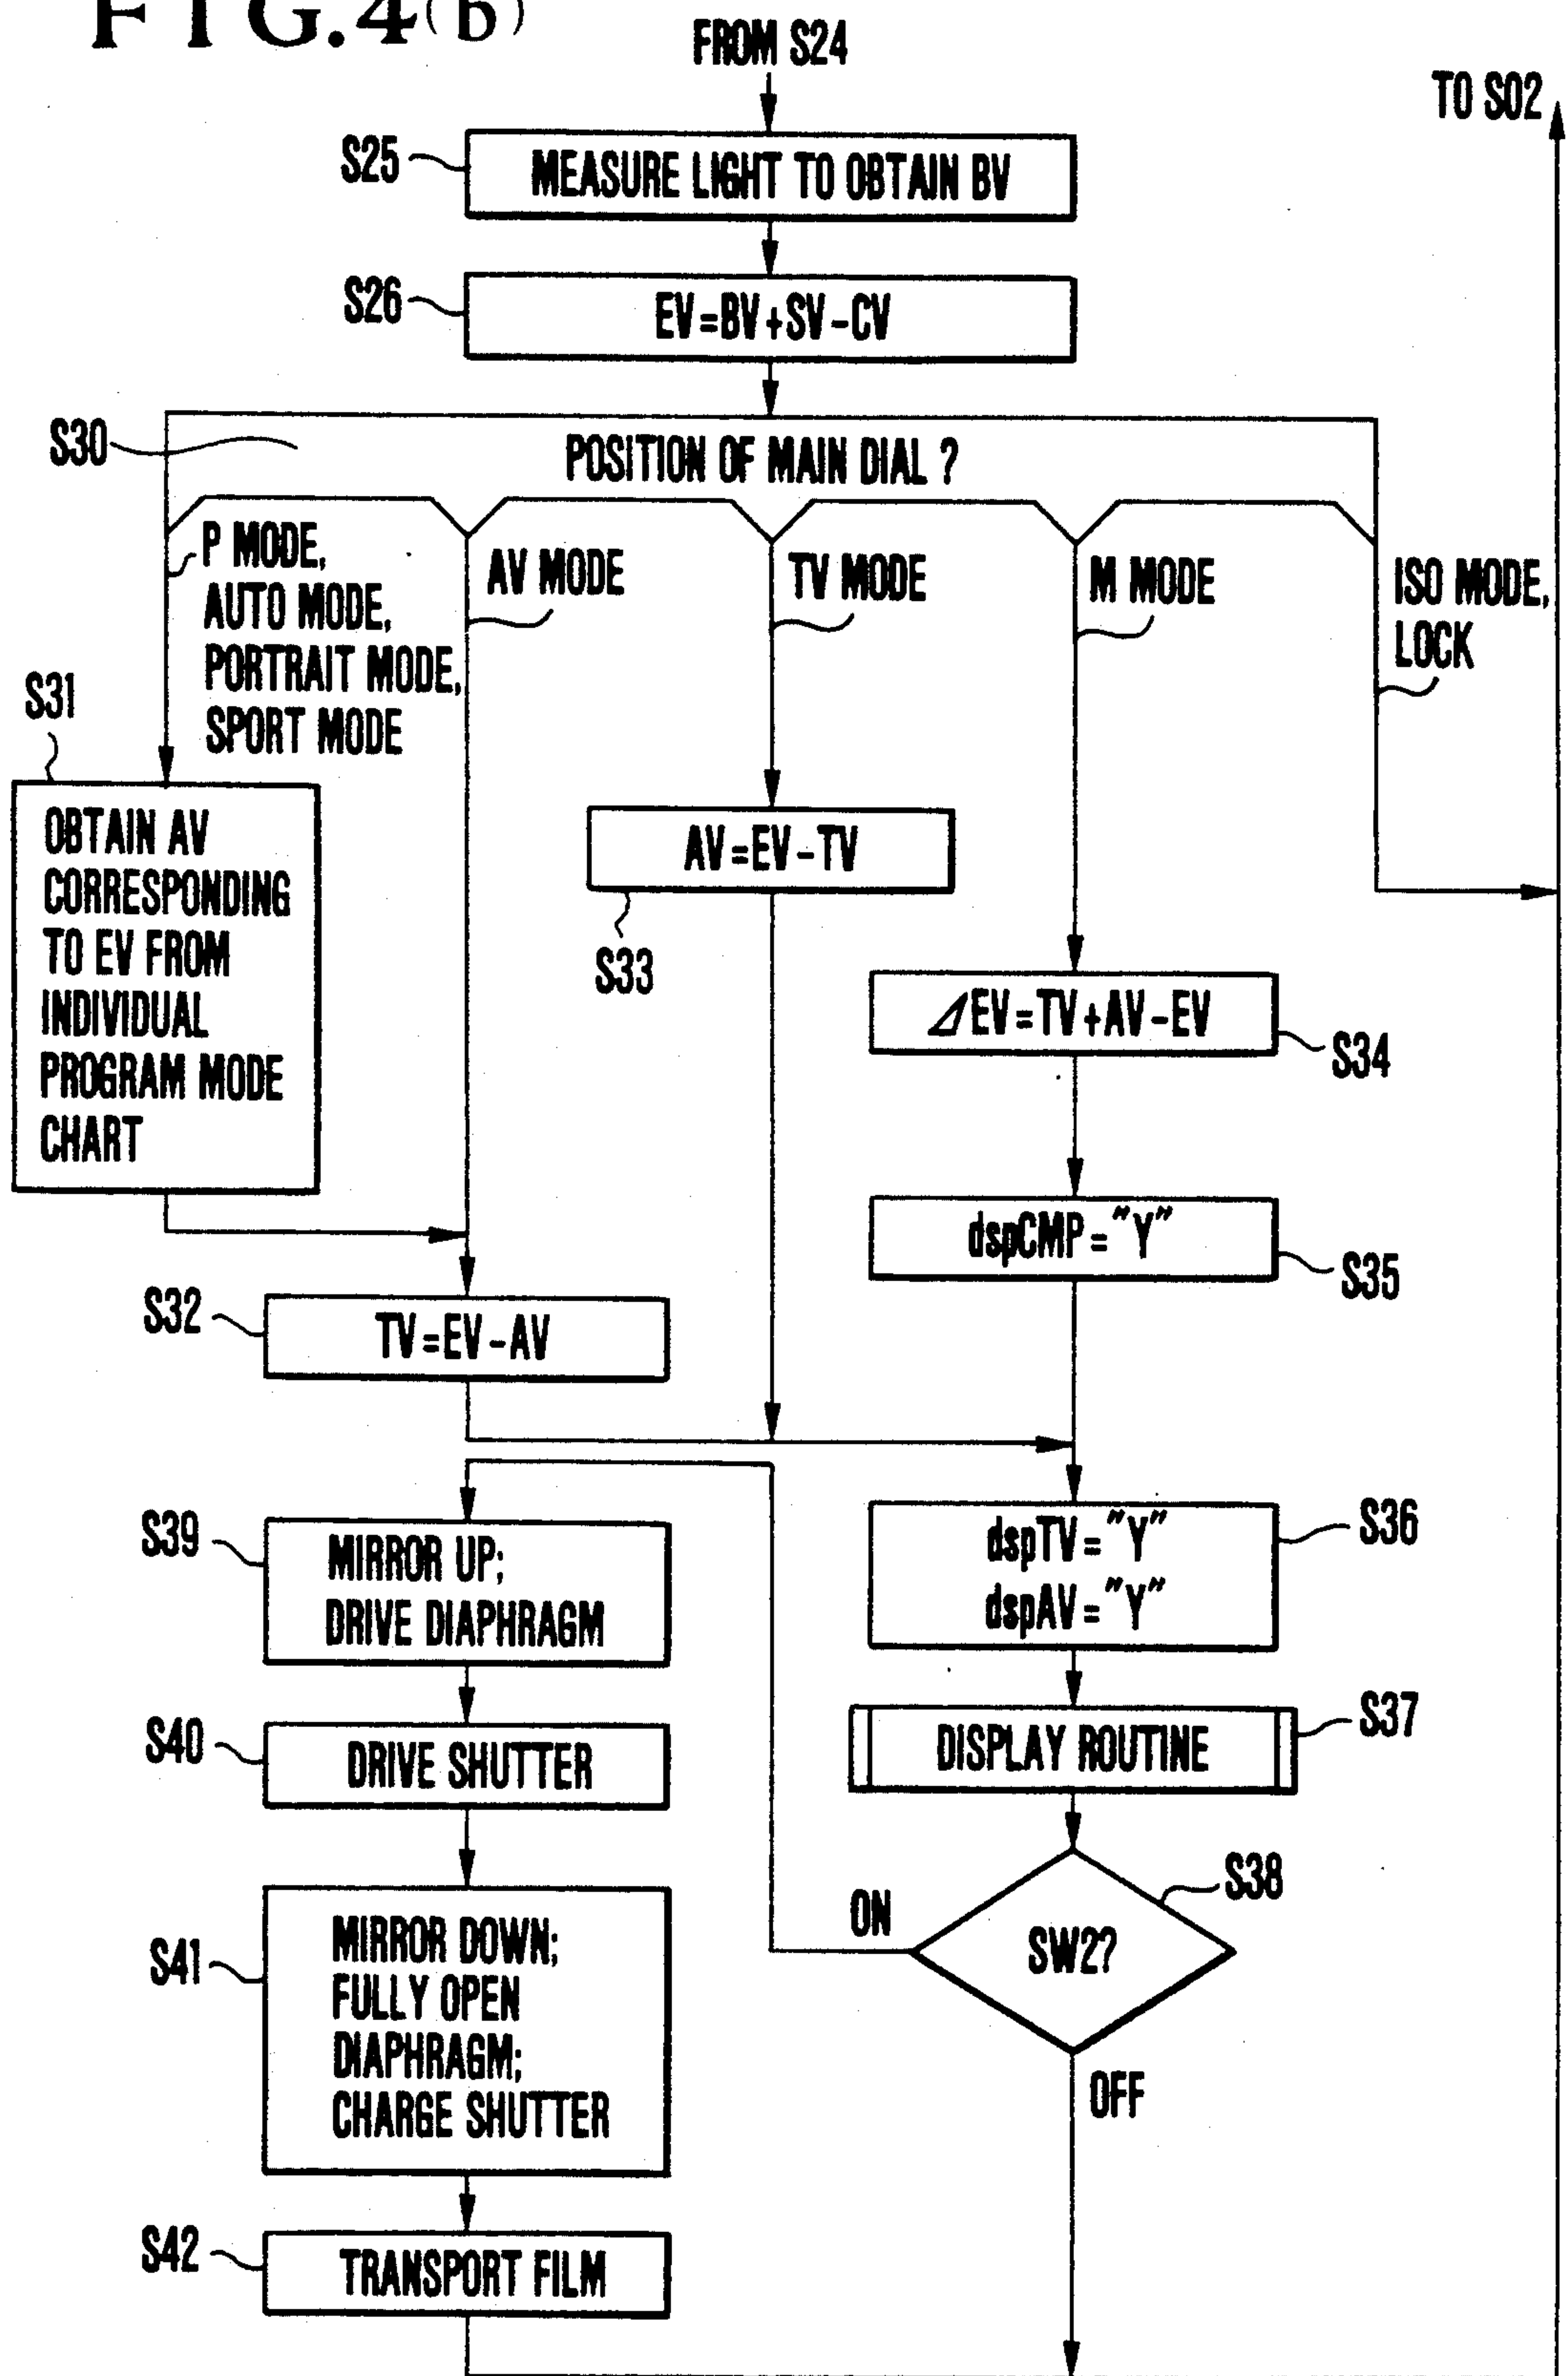 FIG.4(b)
FROM S24
TO S02
S25
MEASURE LIGHT TO OBTAIN BV
S26
EV=BV+SV-CV
S30
POSITION OF MAIN DIAL?
P MODE,
AUTO MODE,
PORTRAIT MODE,
SPORT MODE
AV MODE
TV MODE
M MODE
ISO MODE,
LOCK
S31
OBTAIN AV
CORRESPONDING
TO EV FROM
INDIVIDUAL
PROGRAM MODE
CHART
AV=EV-TV
S33
⊿EV=TV+AV-EV
S34
dspCMP="Y"
S35
S32
TV=EV-AV
S39
MIRROR UP;
DRIVE DIAPHRAGM
dspTV="Y"
dspAV="Y"
S36
S40
DRIVE SHUTTER
DISPLAY ROUTINE
S37
S41
MIRROR DOWN;
FULLY OPEN
DIAPHRAGM;
CHARGE SHUTTER
ON
SW2?
S38
OFF
S42
TRANSPORT FILM